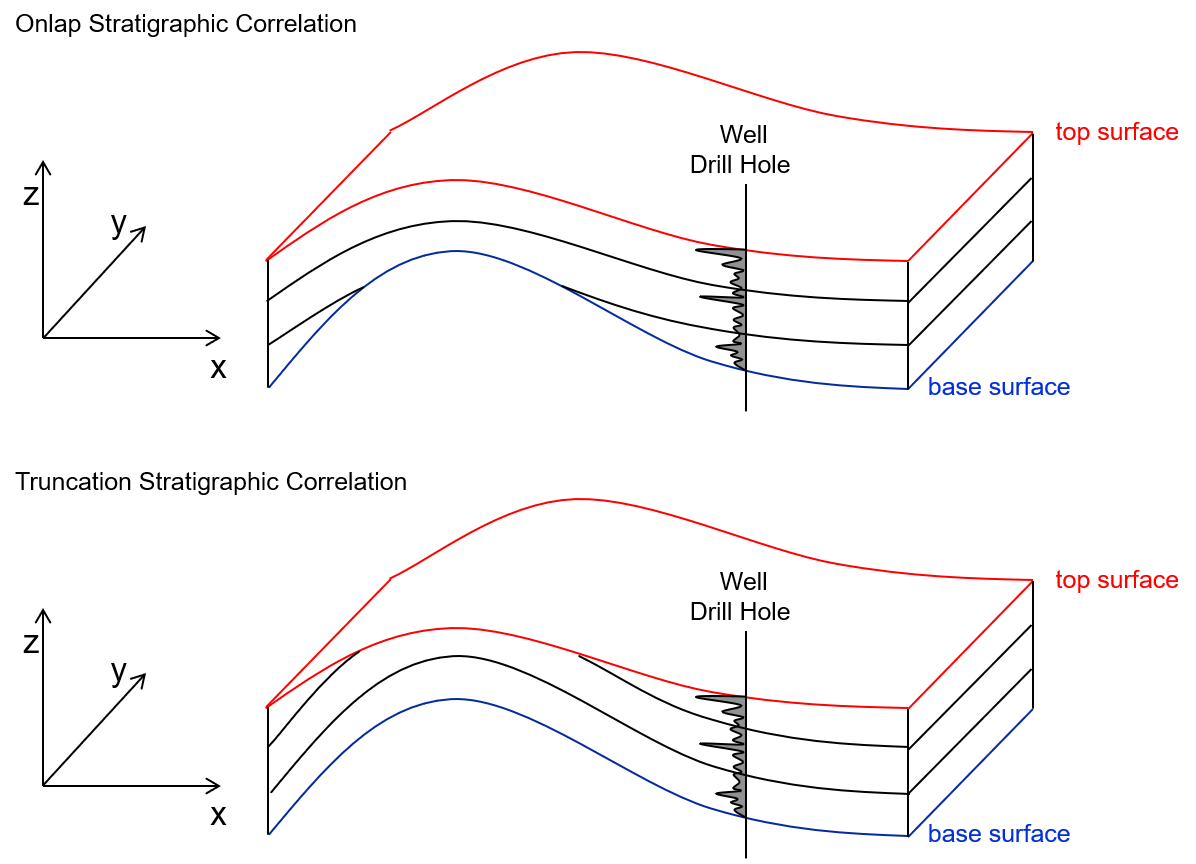 Onlap Stratigraphic Correlation
Well
Drill Hole
top surface
z
y
x
base surface
Truncation Stratigraphic Correlation
Well
Drill Hole
top surface
z
y
x
base surface